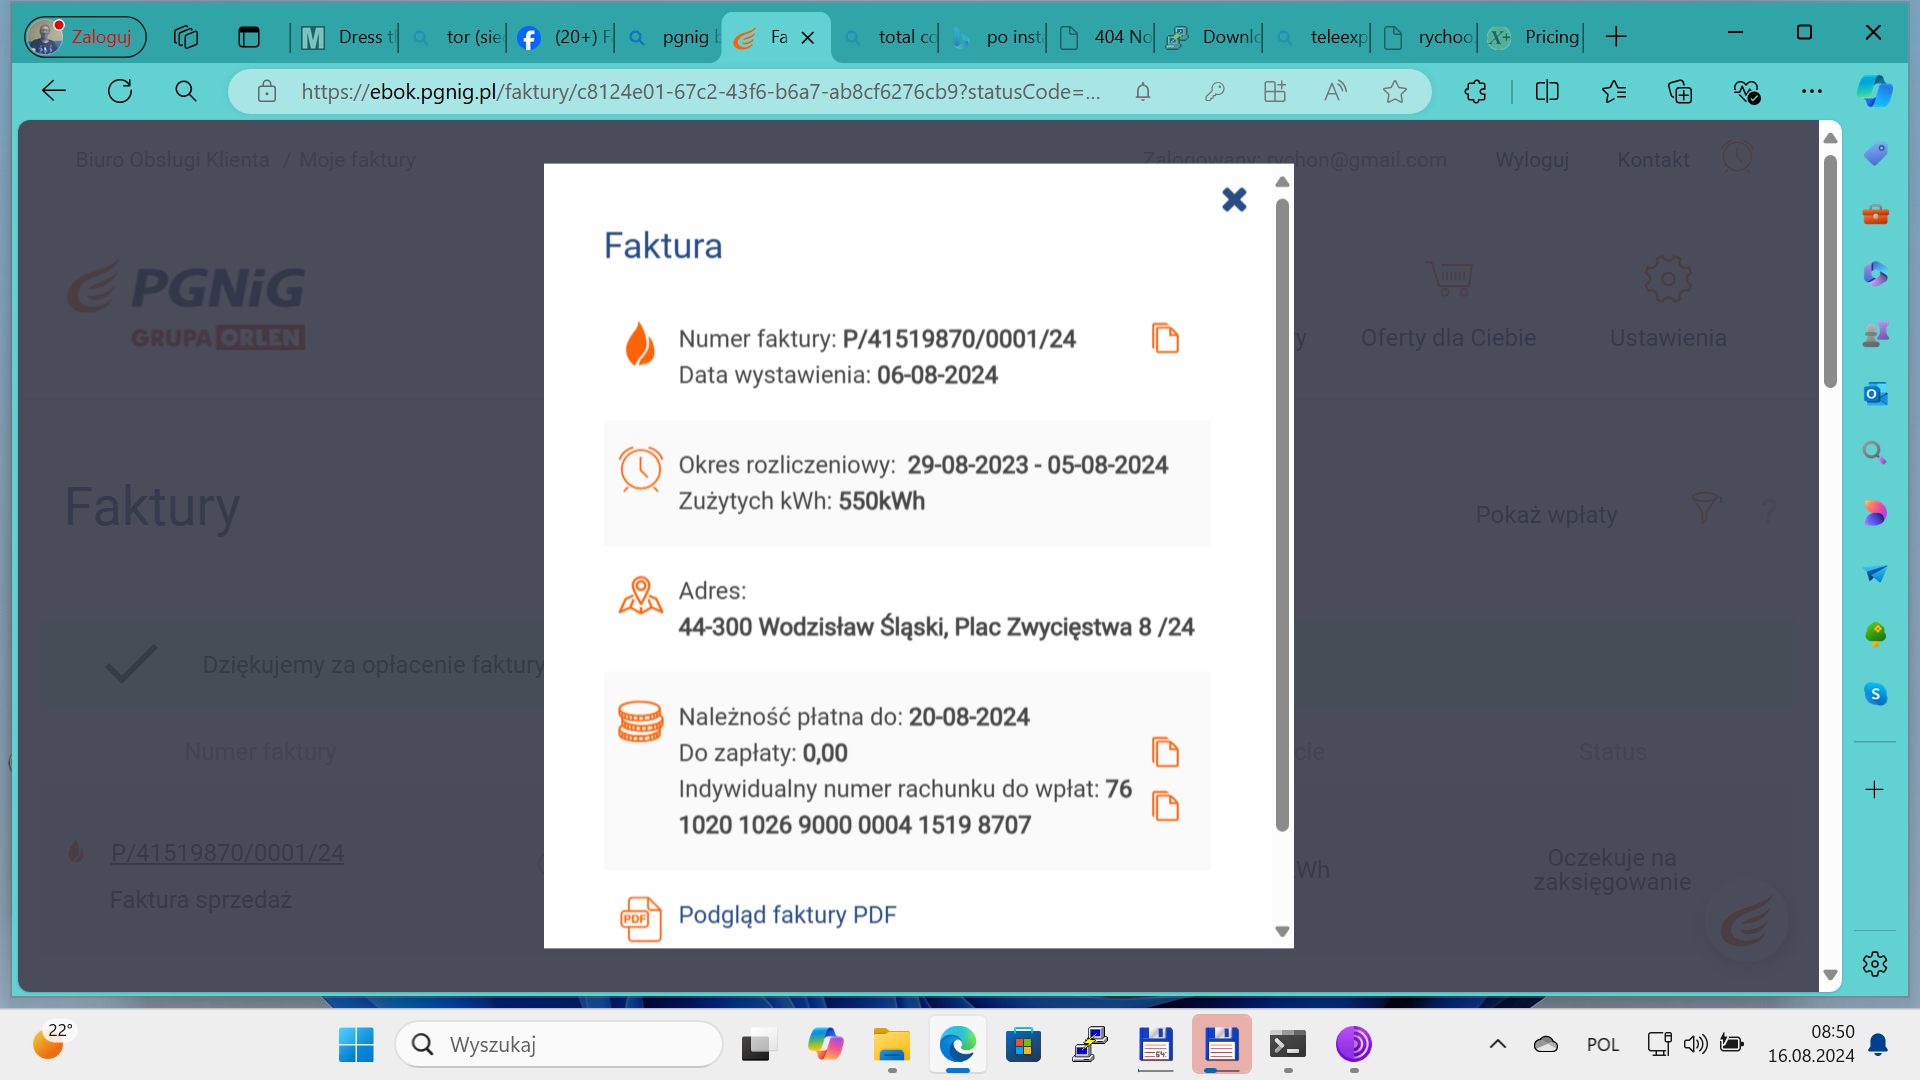 Zaloguj
Dress t
tor (sie
(20+) F
pgnig b
Fa
total co
po inst
404 No
Downlo
teleexp
rychoo
Pricing
https://ebok.pgnig.pl/faktury/c8124e01-67c2-43f6-b6a7-ab8cf6276cb9?statusCode=...
Biuro Obsługi Klienta / Moje faktury
Zalogowany: rychon@gmail.com
Wyloguj
Kontakt
PGNiG
GRUPA ORLEN
y
Oferty dla Ciebie
Ustawienia
Faktury
Pokaż wpłaty
?
Dziękujemy za opłacenie faktury
Numer faktury
cie
Status
P/41519870/0001/24
Faktura sprzedaż
Wh
Oczekuje na
zaksięgowanie
Faktura
Numer faktury: P/41519870/0001/24
Data wystawienia: 06-08-2024
Okres rozliczeniowy: 29-08-2023 - 05-08-2024
Zużytych kWh: 550kWh
Adres:
44-300 Wodzisław Śląski, Plac Zwycięstwa 8 /24
Należność płatna do: 20-08-2024
Do zapłaty: 0,00
Indywidualny numer rachunku do wpłat: 76
1020 1026 9000 0004 1519 8707
PDF
Podgląd faktury PDF
22°
Wyszukaj
64
POL
08:50
16.08.2024